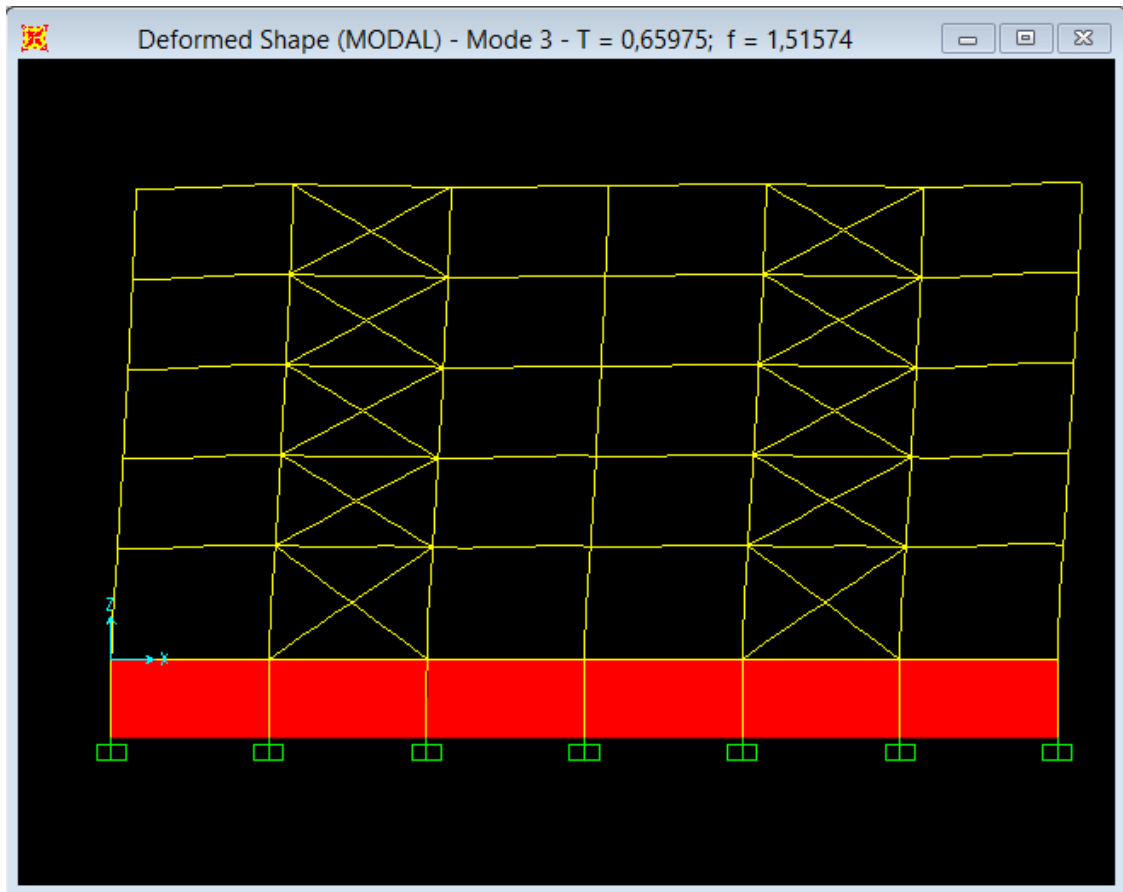 Deformed Shape (MODAL) - Mode 3 - T = 0,65975; f = 1,51574
Z
X